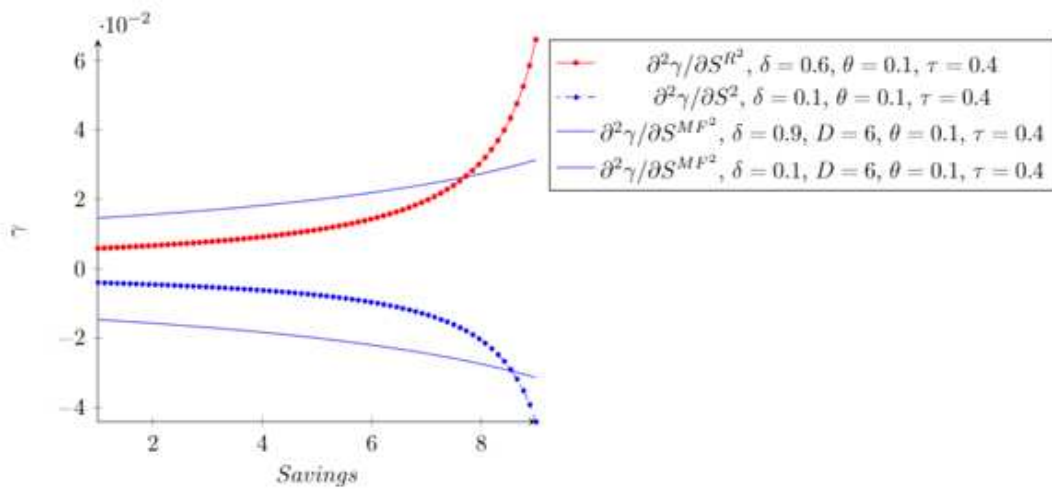 ·10⁻²
6
4
2
0
−2
−4
γ
2 4 6 8
Savings
∂²γ/∂S^{R²}, δ = 0.6, θ = 0.1, τ = 0.4
∂²γ/∂S², δ = 0.1, θ = 0.1, τ = 0.4
∂²γ/∂S^{MF²}, δ = 0.9, D = 6, θ = 0.1, τ = 0.4
∂²γ/∂S^{MF²}, δ = 0.1, D = 6, θ = 0.1, τ = 0.4